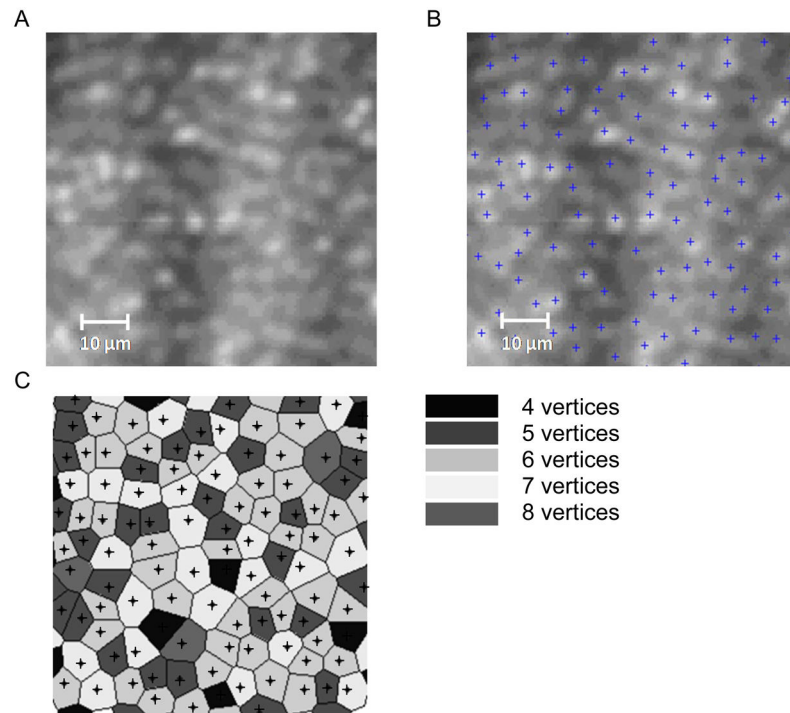 A
B
10 µm
10 µm
C
4 vertices
5 vertices
6 vertices
7 vertices
8 vertices